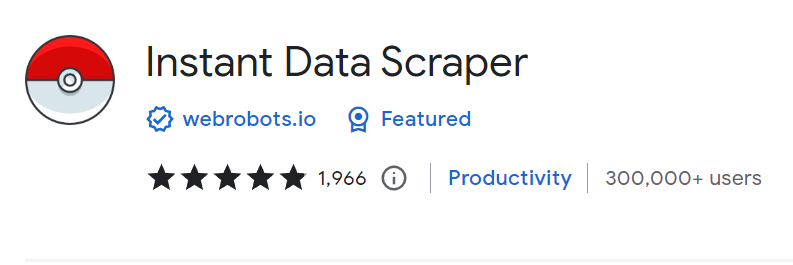 Instant Data Scraper
webrobots.io Featured
1,966 Productivity 300,000+ users